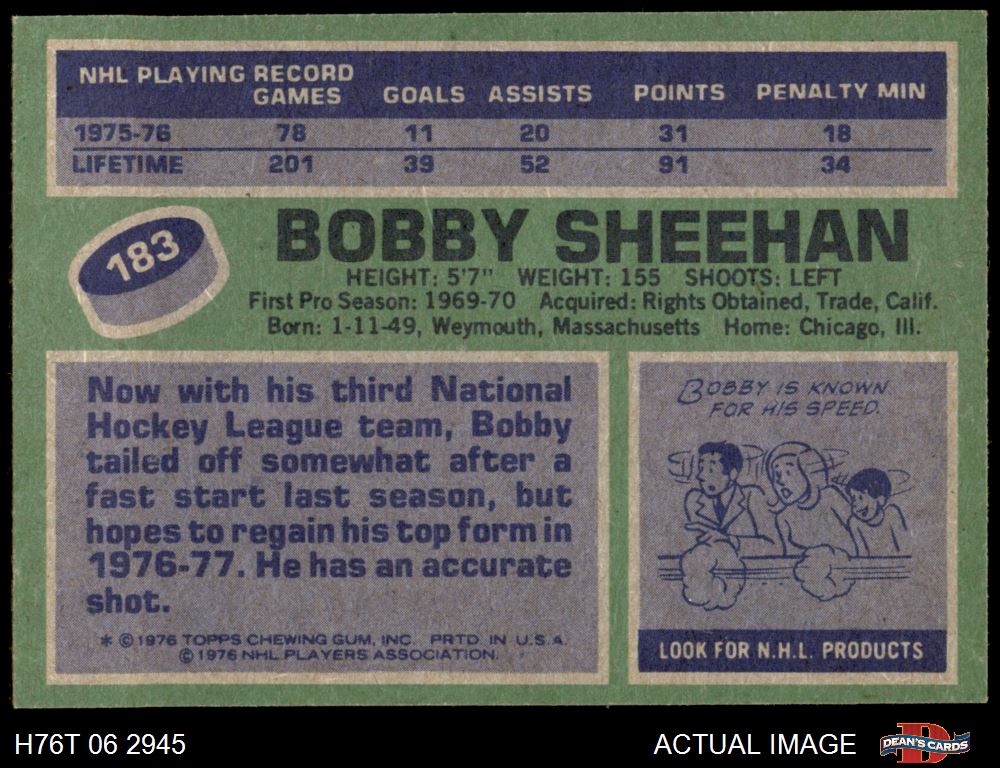 NHL PLAYING RECORD
GAMES GOALS ASSISTS POINTS PENALTY MIN
1975-76 78 11 20 31 18
LIFETIME 201 39 52 91 34
183
BOBBY SHEEHAN
HEIGHT: 5'7" WEIGHT: 155 SHOOTS: LEFT
First Pro Season: 1969-70 Acquired: Rights Obtained, Trade, Calif.
Born: 1-11-49, Weymouth, Massachusetts Home: Chicago, Ill.
Now with his third National
Hockey League team, Bobby
tailed off somewhat after a
fast start last season, but
hopes to regain his top form in
1976-77. He has an accurate
shot.
* © 1976 TOPPS CHEWING GUM, INC. PRTD. IN U.S.A.
© 1976 NHL PLAYERS ASSOCIATION.
BOBBY IS KNOWN
FOR HIS SPEED.
LOOK FOR N.H.L. PRODUCTS
H76T 06 2945
ACTUAL IMAGE
D
DEAN'S CARDS